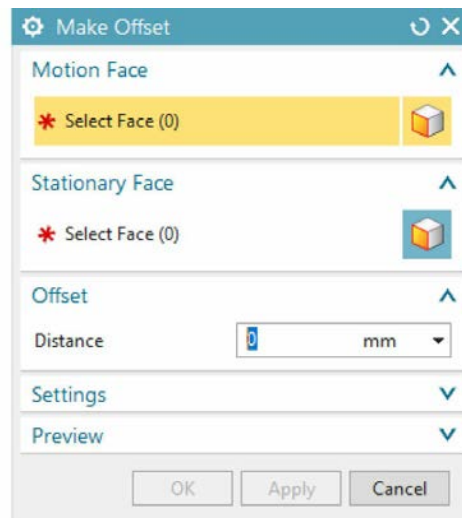 Make Offset
Motion Face
* Select Face (0)
Stationary Face
* Select Face (0)
Offset
Distance 0 mm
Settings
Preview
OK Apply Cancel